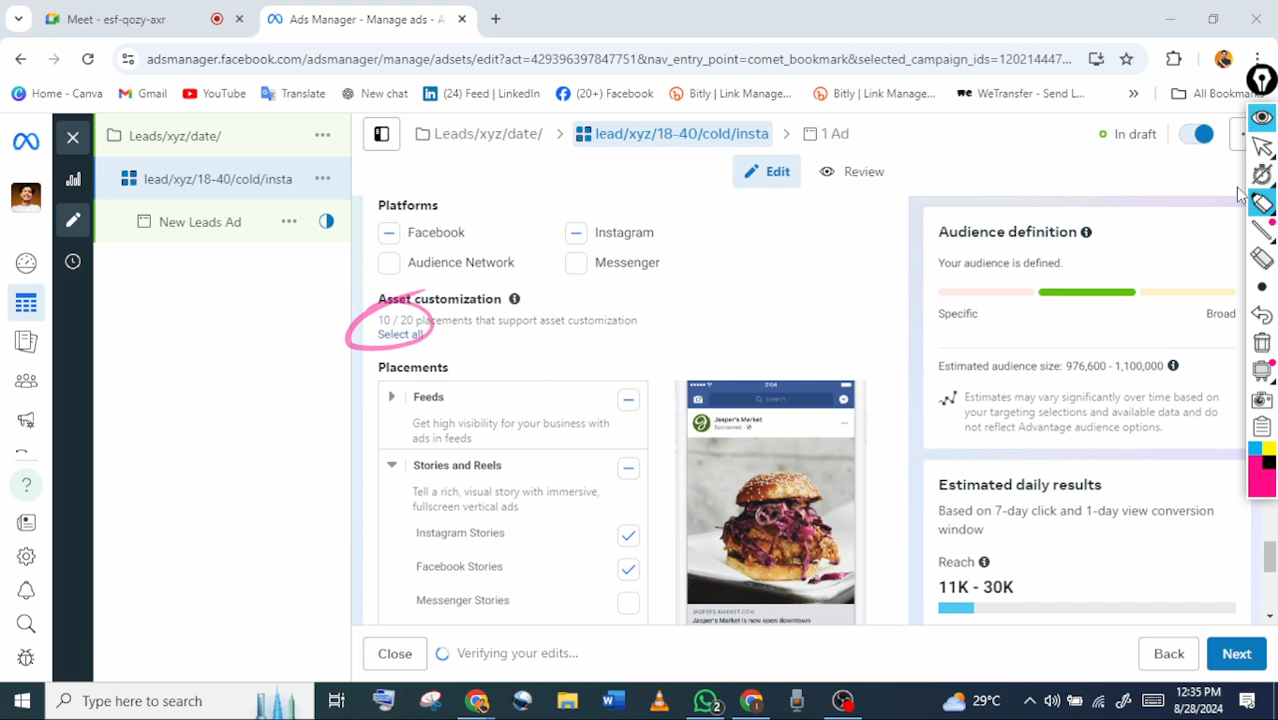 Meet - esf-qozy-axr
Ads Manager - Manage ads - A
adsmanager.facebook.com/adsmanager/manage/adsets/edit?act=429396397847751&nav_entry_point=comet_bookmark&selected_campaign_ids=120214447...
Home - Canva
Gmail
YouTube
Translate
New chat
(24) Feed | LinkedIn
(20+) Facebook
Bitly | Link Manage...
Bitly | Link Manage...
WeTransfer - Send L...
All Bookmarks
Leads/xyz/date/
lead/xyz/18-40/cold/insta
New Leads Ad
Leads/xyz/date/ > lead/xyz/18-40/cold/insta > 1 Ad
In draft
Edit
Review
Platforms
Facebook
Instagram
Audience Network
Messenger
Asset customization
10 / 20 placements that support asset customization
Select all
Placements
Feeds
Get high visibility for your business with
ads in feeds
Stories and Reels
Tell a rich, visual story with immersive,
fullscreen vertical ads
Instagram Stories
Facebook Stories
Messenger Stories
2:04
Search
Jasper's Market
Sponsored
JASPERS-MARKET.COM
Jasper's Market is now open downtown
Audience definition
Your audience is defined.
Specific
Broad
Estimated audience size: 976,600 - 1,100,000
Estimates may vary significantly over time based on
your targeting selections and available data and do
not reflect Advantage audience options.
Estimated daily results
Based on 7-day click and 1-day view conversion
window
Reach
11K - 30K
Close
Verifying your edits...
Back
Next
Type here to search
2
29°C
12:35 PM
8/28/2024